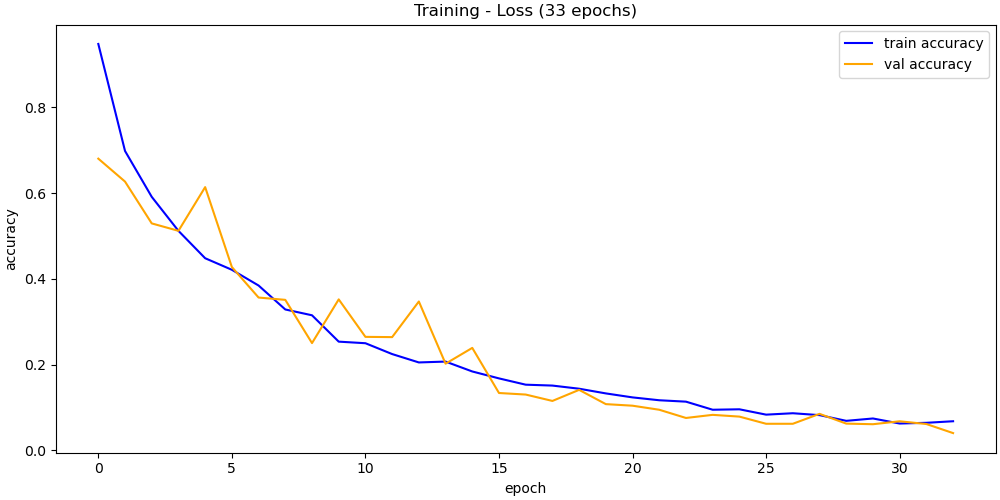 Training - Loss (33 epochs)
train accuracy
val accuracy
accuracy
0.8
0.6
0.4
0.2
0.0
0 5 10 15 20 25 30
epoch